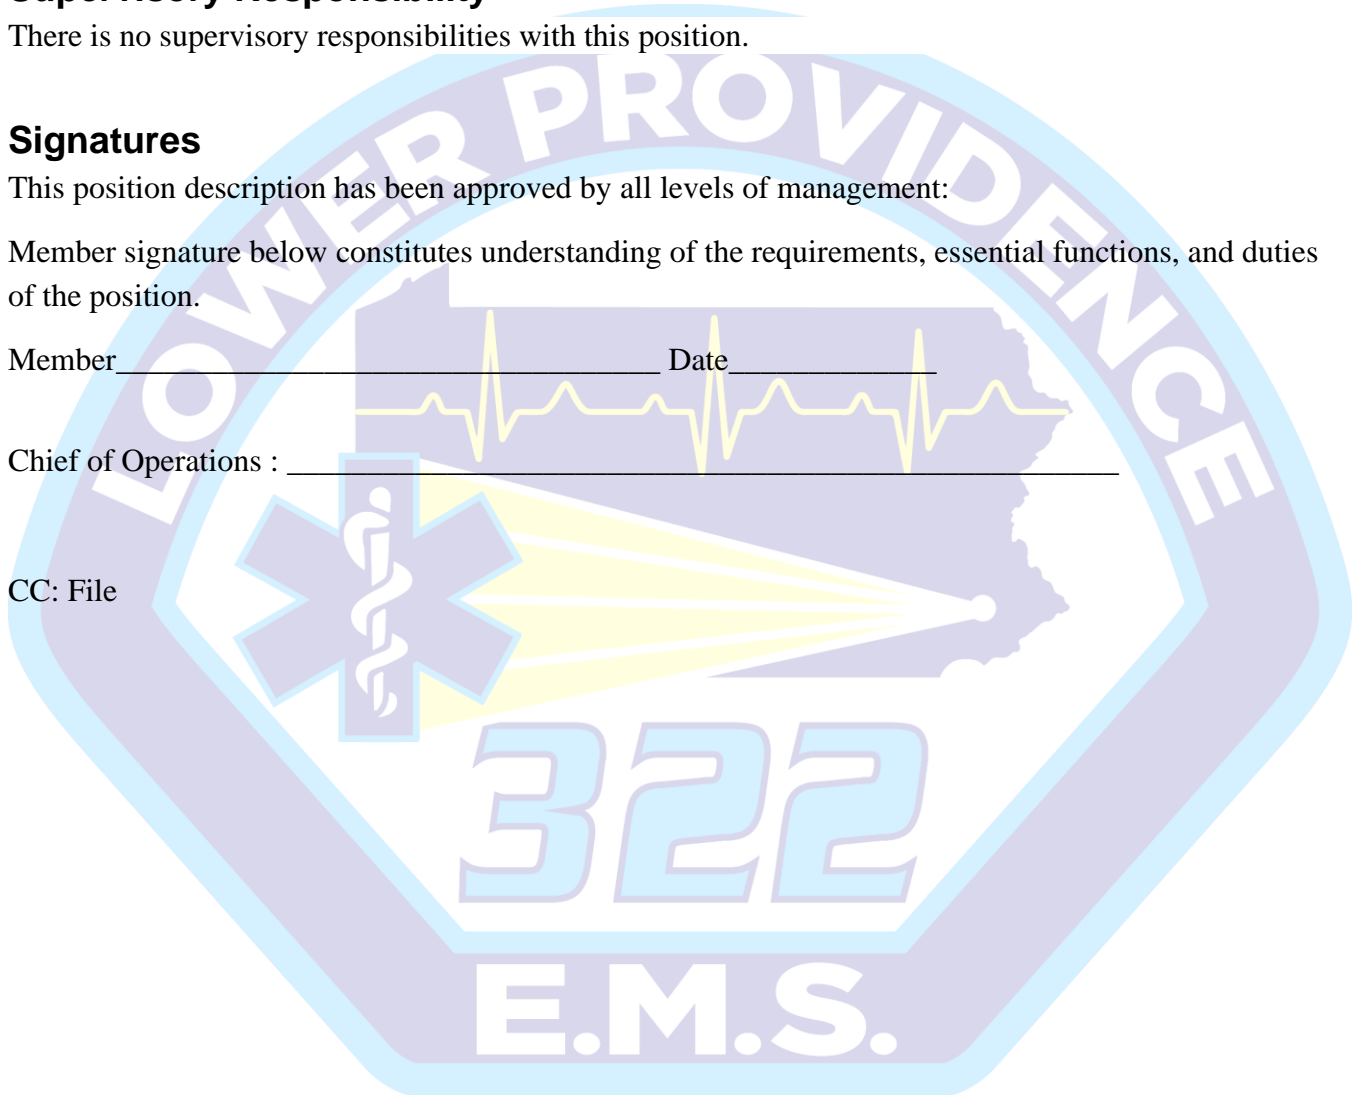 Supervisory Responsibility
There is no supervisory responsibilities with this position.
Signatures
This position description has been approved by all levels of management:
Member signature below constitutes understanding of the requirements, essential functions, and duties
of the position.
Member__________________________________ Date_____________
Chief of Operations : ____________________________________________________
CC: File
LOWER PROVIDENCE
322
E.M.S.